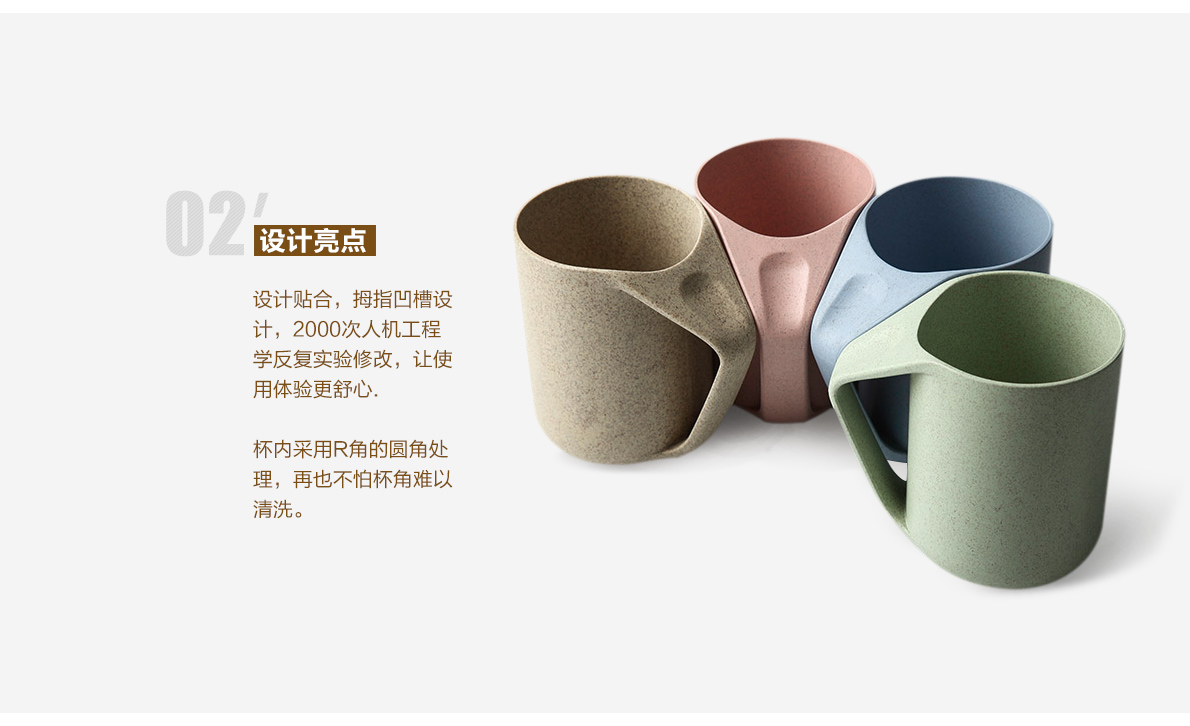 02′
设计亮点
设计贴合，拇指凹槽设
计，2000次人机工程
学反复实验修改，让使
用体验更舒心.
杯内采用R角的圆角处
理，再也不怕杯角难以
清洗。